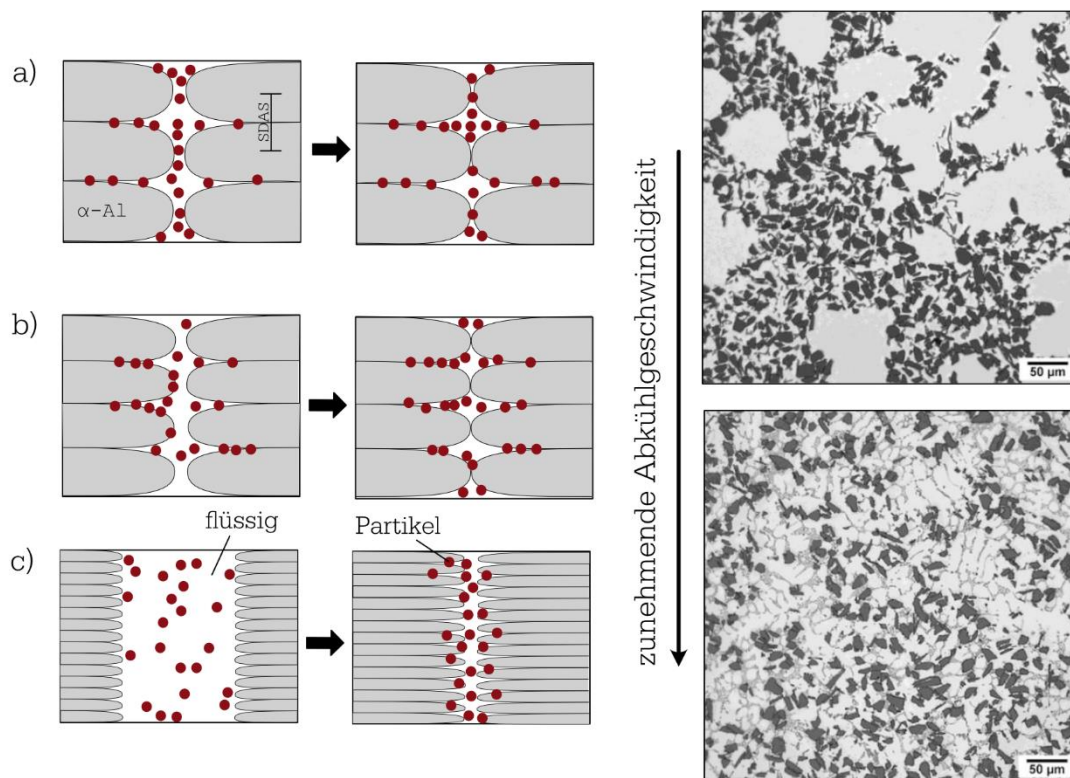 a)
SDAS
α-Al
b)
flüssig
Partikel
c)
zunehmende Abkühlgeschwindigkeit
50 µm
50 µm